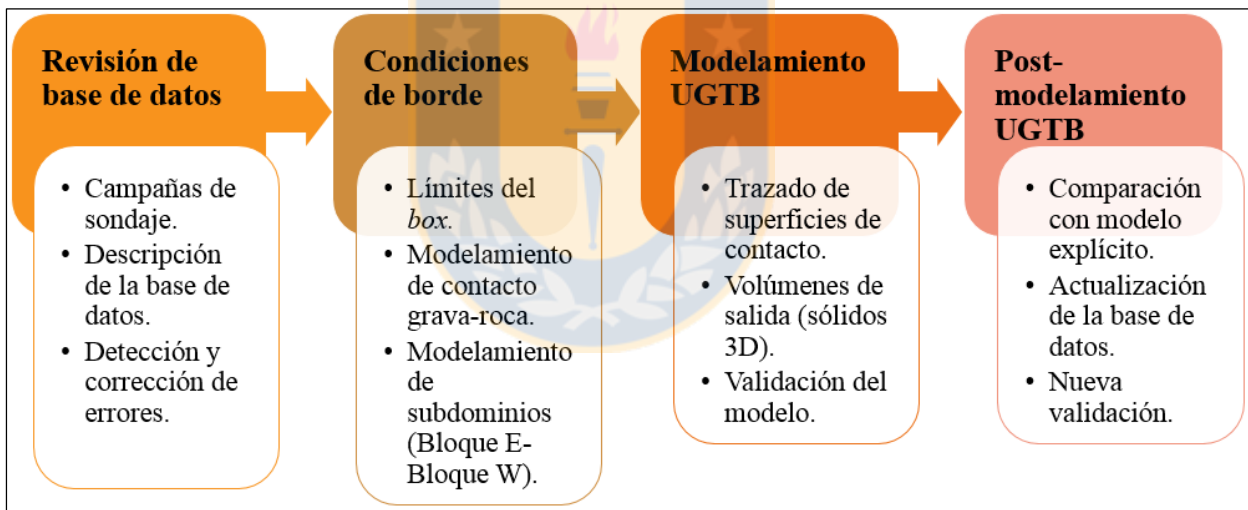 Revisión de
base de datos
• Campañas de
sondaje.
• Descripción
de la base de
datos.
• Detección y
corrección de
errores.
Condiciones
de borde
• Límites del
box.
• Modelamiento
de contacto
grava-roca.
• Modelamiento
de
subdominios
(Bloque E-
Bloque W).
Modelamiento
UGTB
• Trazado de
superficies de
contacto.
• Volúmenes de
salida (sólidos
3D).
• Validación del
modelo.
Post-
modelamiento
UGTB
• Comparación
con modelo
explícito.
• Actualización
de la base de
datos.
• Nueva
validación.